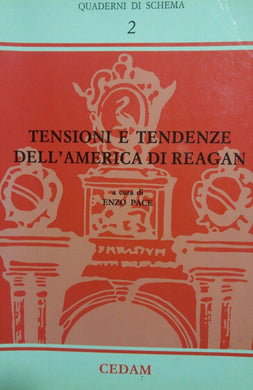 QUADERNI DI SCHEMA
2
TENSIONI E TENDENZE
DELL'AMERICA DI REAGAN
a cura di
ENZO PACE
CEDAM